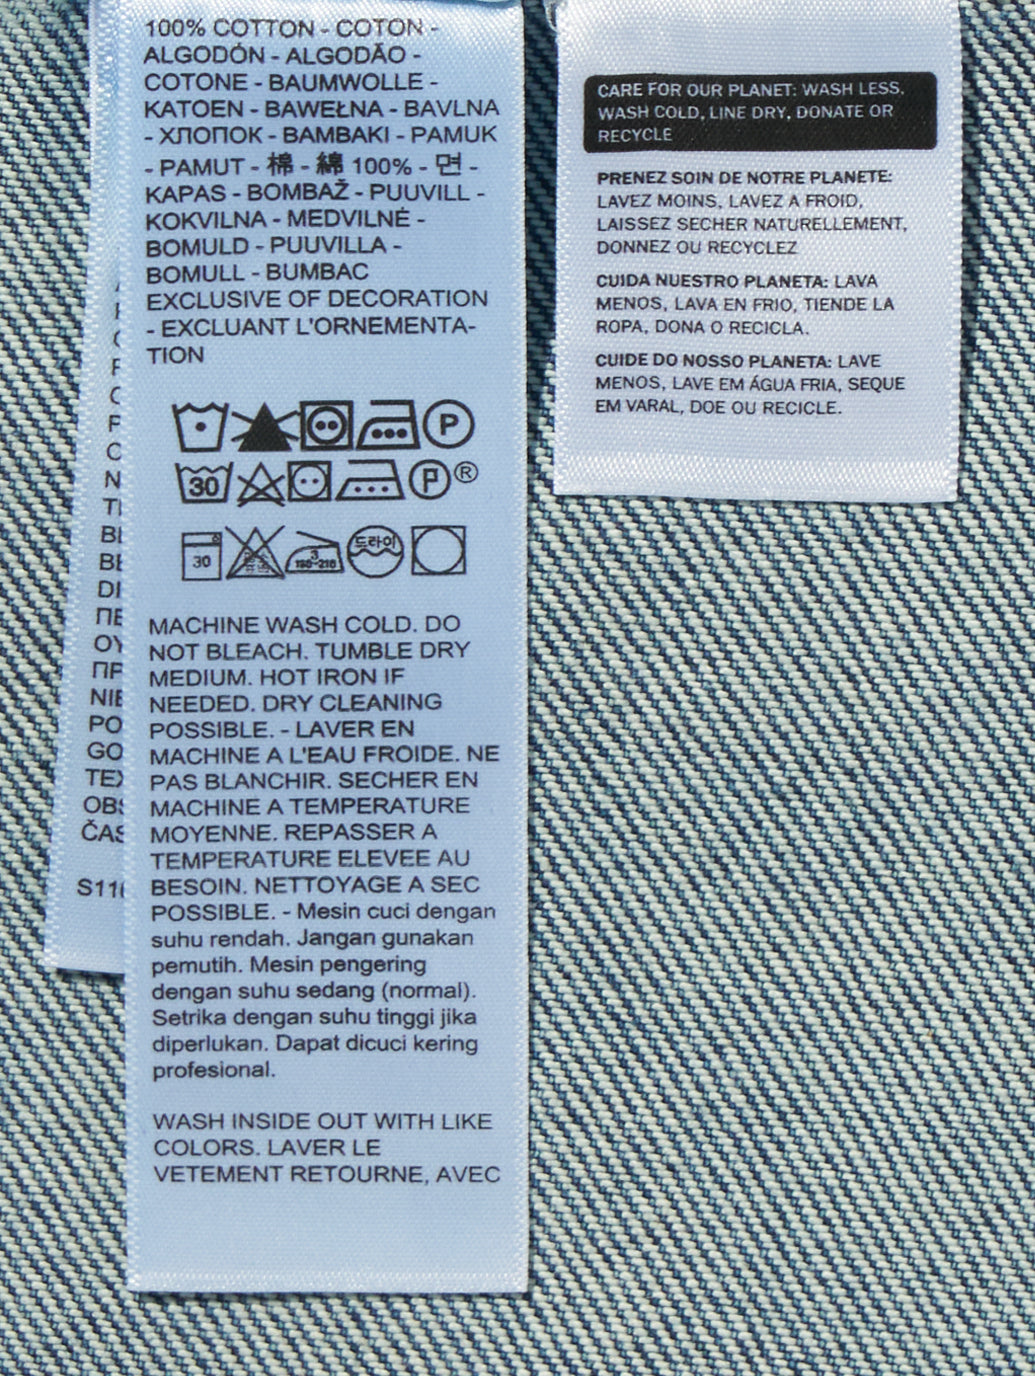 100% COTTON - COTON -
ALGODÓN - ALGODÃO -
COTONE - BAUMWOLLE -
KATOEN - BAWEŁNA - BAVLNA
- ХЛОПОК - BAMBAKI - PAMUK
- PAMUT - 棉 - 綿 100% - 면 -
KAPAS - BOMBAŽ - PUUVILL -
KOKVILNA - MEDVILNĖ -
BOMULD - PUUVILLA -
BOMULL - BUMBAC
EXCLUSIVE OF DECORATION
- EXCLUANT L'ORNEMENTA-
TION
P
30 P ®
30 3 180~210 드라이
MACHINE WASH COLD. DO
NOT BLEACH. TUMBLE DRY
MEDIUM. HOT IRON IF
NEEDED. DRY CLEANING
POSSIBLE. - LAVER EN
MACHINE A L'EAU FROIDE. NE
PAS BLANCHIR. SECHER EN
MACHINE A TEMPERATURE
MOYENNE. REPASSER A
TEMPERATURE ELEVEE AU
BESOIN. NETTOYAGE A SEC
POSSIBLE. - Mesin cuci dengan
suhu rendah. Jangan gunakan
pemutih. Mesin pengering
dengan suhu sedang (normal).
Setrika dengan suhu tinggi jika
diperlukan. Dapat dicuci kering
profesional.
WASH INSIDE OUT WITH LIKE
COLORS. LAVER LE
VETEMENT RETOURNE, AVEC
CARE FOR OUR PLANET: WASH LESS,
WASH COLD, LINE DRY, DONATE OR
RECYCLE
PRENEZ SOIN DE NOTRE PLANETE:
LAVEZ MOINS, LAVEZ A FROID,
LAISSEZ SECHER NATURELLEMENT,
DONNEZ OU RECYCLEZ
CUIDA NUESTRO PLANETA: LAVA
MENOS, LAVA EN FRIO, TIENDE LA
ROPA, DONA O RECICLA.
CUIDE DO NOSSO PLANETA: LAVE
MENOS, LAVE EM ÁGUA FRIA, SEQUE
EM VARAL, DOE OU RECICLE.